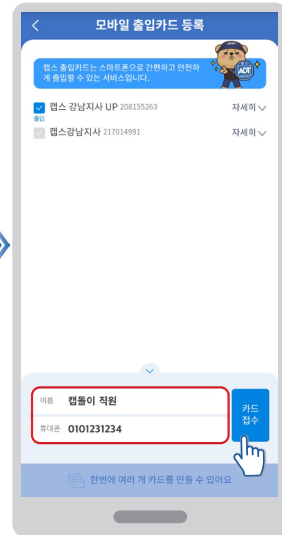 모바일 출입카드 등록
캡스 출입카드는 스마트폰으로 간편하고 안전하
게 출입할 수 있는 서비스입니다.
ADT
캡스 강남지사 UP 208155263 자세히
출입
캡스강남지사 217014991 자세히
이름 캡돌이 직원
휴대폰 0101231234
카드
접수
한번에 여러 개 카드를 만들 수 있어요